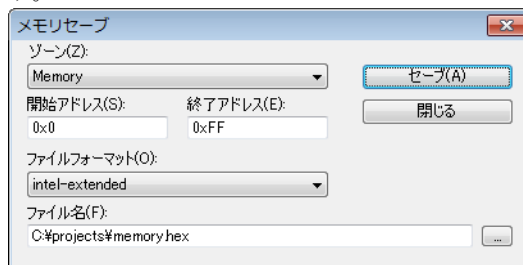 メモリセーブ
ゾーン(Z):
Memory
セーブ(A)
開始アドレス(S): 終了アドレス(E):
閉じる
0x0 0xFF
ファイルフォーマット(O):
intel-extended
ファイル名(F):
C:¥projects¥memory.hex
...